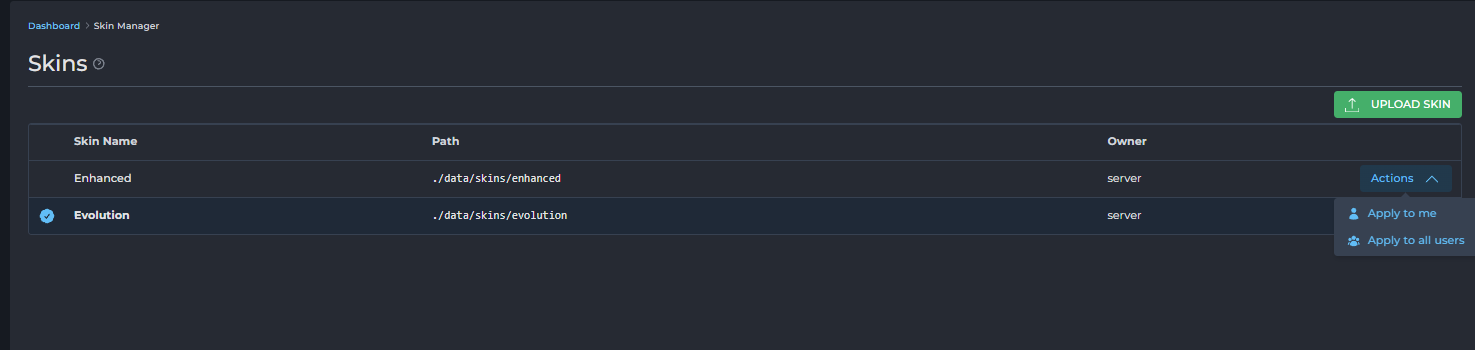 Dashboard > Skin Manager
Skins
UPLOAD SKIN
Skin Name Path Owner
Enhanced ./data/skins/enhanced server Actions
Evolution ./data/skins/evolution server
Apply to me
Apply to all users